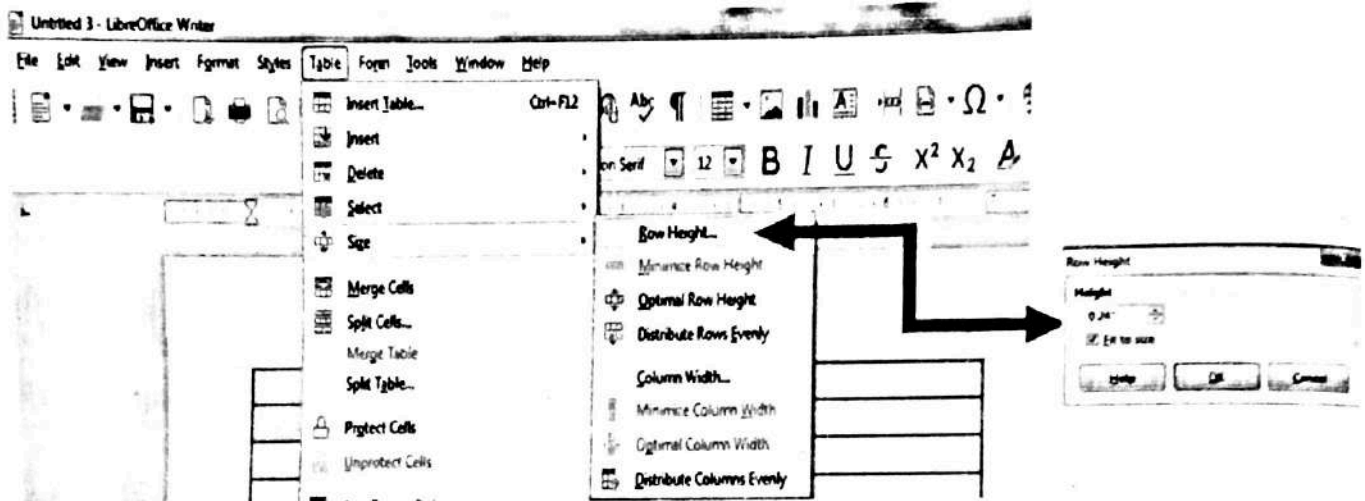 Untitled 3 - LibreOffice Writer
File Edit View Insert Format Styles Table Form Tools Window Help
Insert Table... Ctrl+F12
Insert
Delete
on Serif 12 B I U S X² X₂ A
Select
Size
Row Height...
Minimize Row Height
Merge Cells
Optimal Row Height
Split Cells...
Distribute Rows Evenly
Merge Table
Split Table...
Column Width...
Minimize Column Width
Protect Cells
Optimal Column Width
Unprotect Cells
Distribute Columns Evenly
Row Height
Height
Fit to size
Help OK Cancel